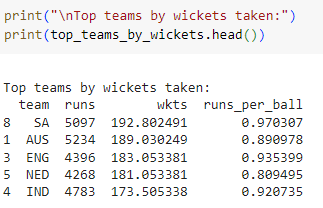 print("\nTop teams by wickets taken:")
print(top_teams_by_wickets.head())
Top teams by wickets taken:
team runs wkts runs_per_ball
8 SA 5097 192.802491 0.970307
1 AUS 5234 189.030249 0.890978
3 ENG 4396 183.053381 0.935399
5 NED 4268 181.053381 0.809495
4 IND 4783 173.505338 0.920735